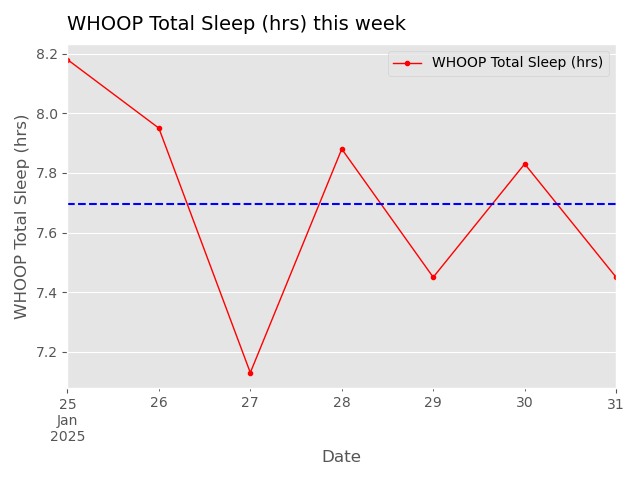 WHOOP Total Sleep (hrs) this week
WHOOP Total Sleep (hrs)
WHOOP Total Sleep (hrs)
8.2
8.0
7.8
7.6
7.4
7.2
25 26 27 28 29 30 31
Jan
2025
Date